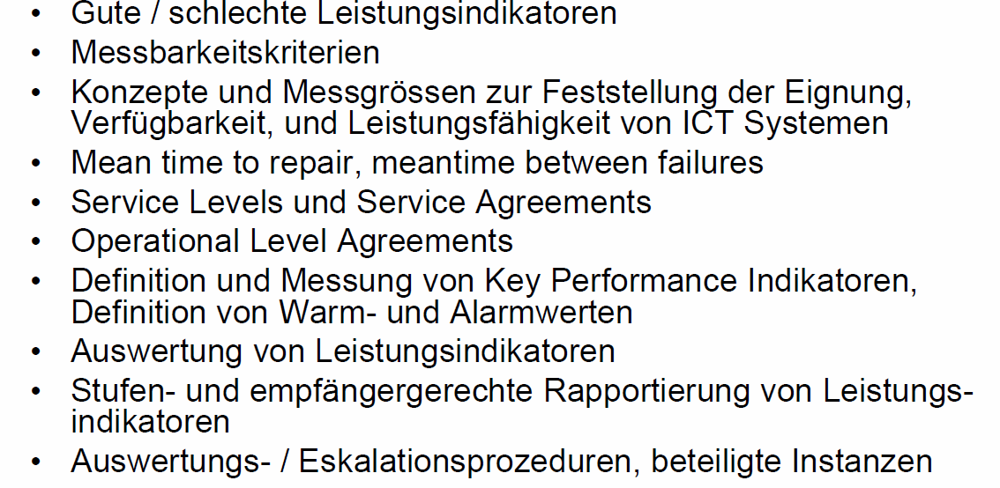 • Gute / schlechte Leistungsindikatoren
• Messbarkeitskriterien
• Konzepte und Messgrössen zur Feststellung der Eignung,
Verfügbarkeit, und Leistungsfähigkeit von ICT Systemen
• Mean time to repair, meantime between failures
• Service Levels und Service Agreements
• Operational Level Agreements
• Definition und Messung von Key Performance Indikatoren,
Definition von Warm- und Alarmwerten
• Auswertung von Leistungsindikatoren
• Stufen- und empfängergerechte Rapportierung von Leistungs-
indikatoren
• Auswertungs- / Eskalationsprozeduren, beteiligte Instanzen